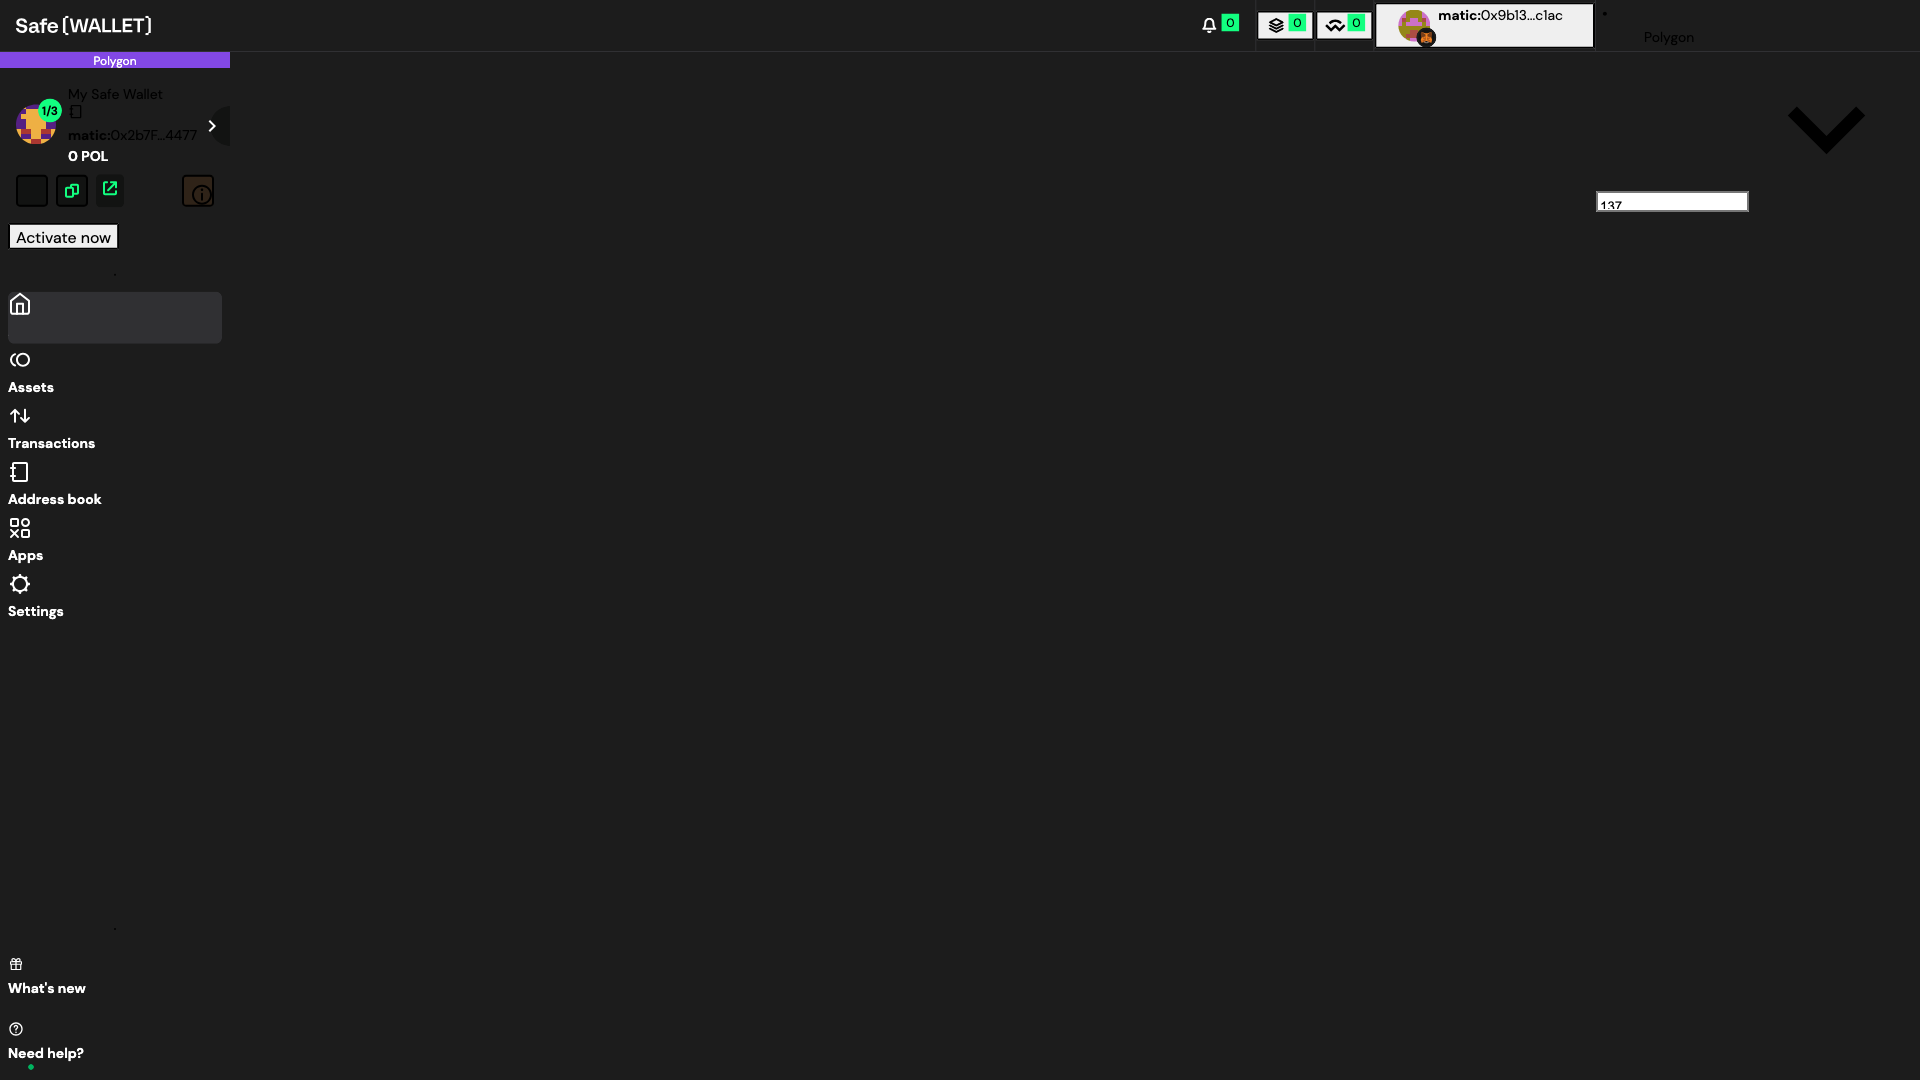 Safe{WALLET}
0
0
0
matic:0x9b13...c1ac
Polygon
Polygon
My Safe Wallet
1/3
matic:0x2b7F...4477
0 POL
137
Activate now
Assets
Transactions
Address book
Apps
Settings
What's new
Need help?